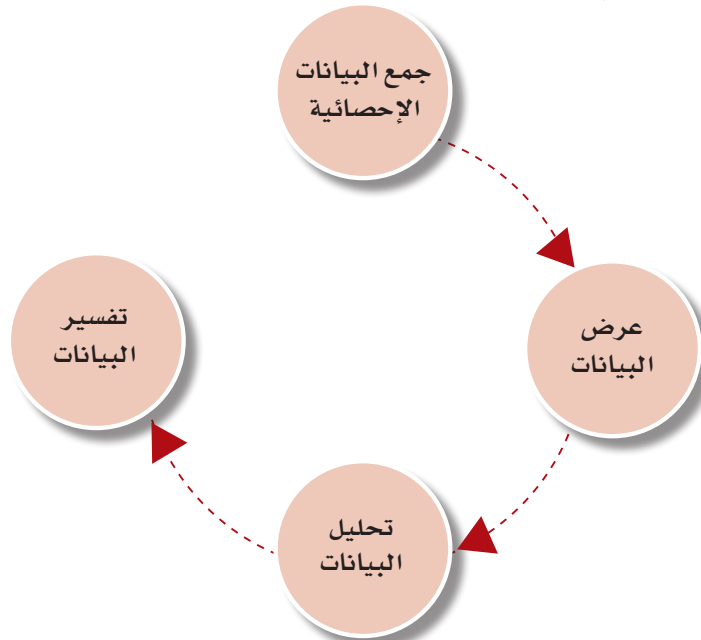 جمع البيانات
الإحصائية
عرض
البيانات
تحليل
البيانات
تفسير
البيانات